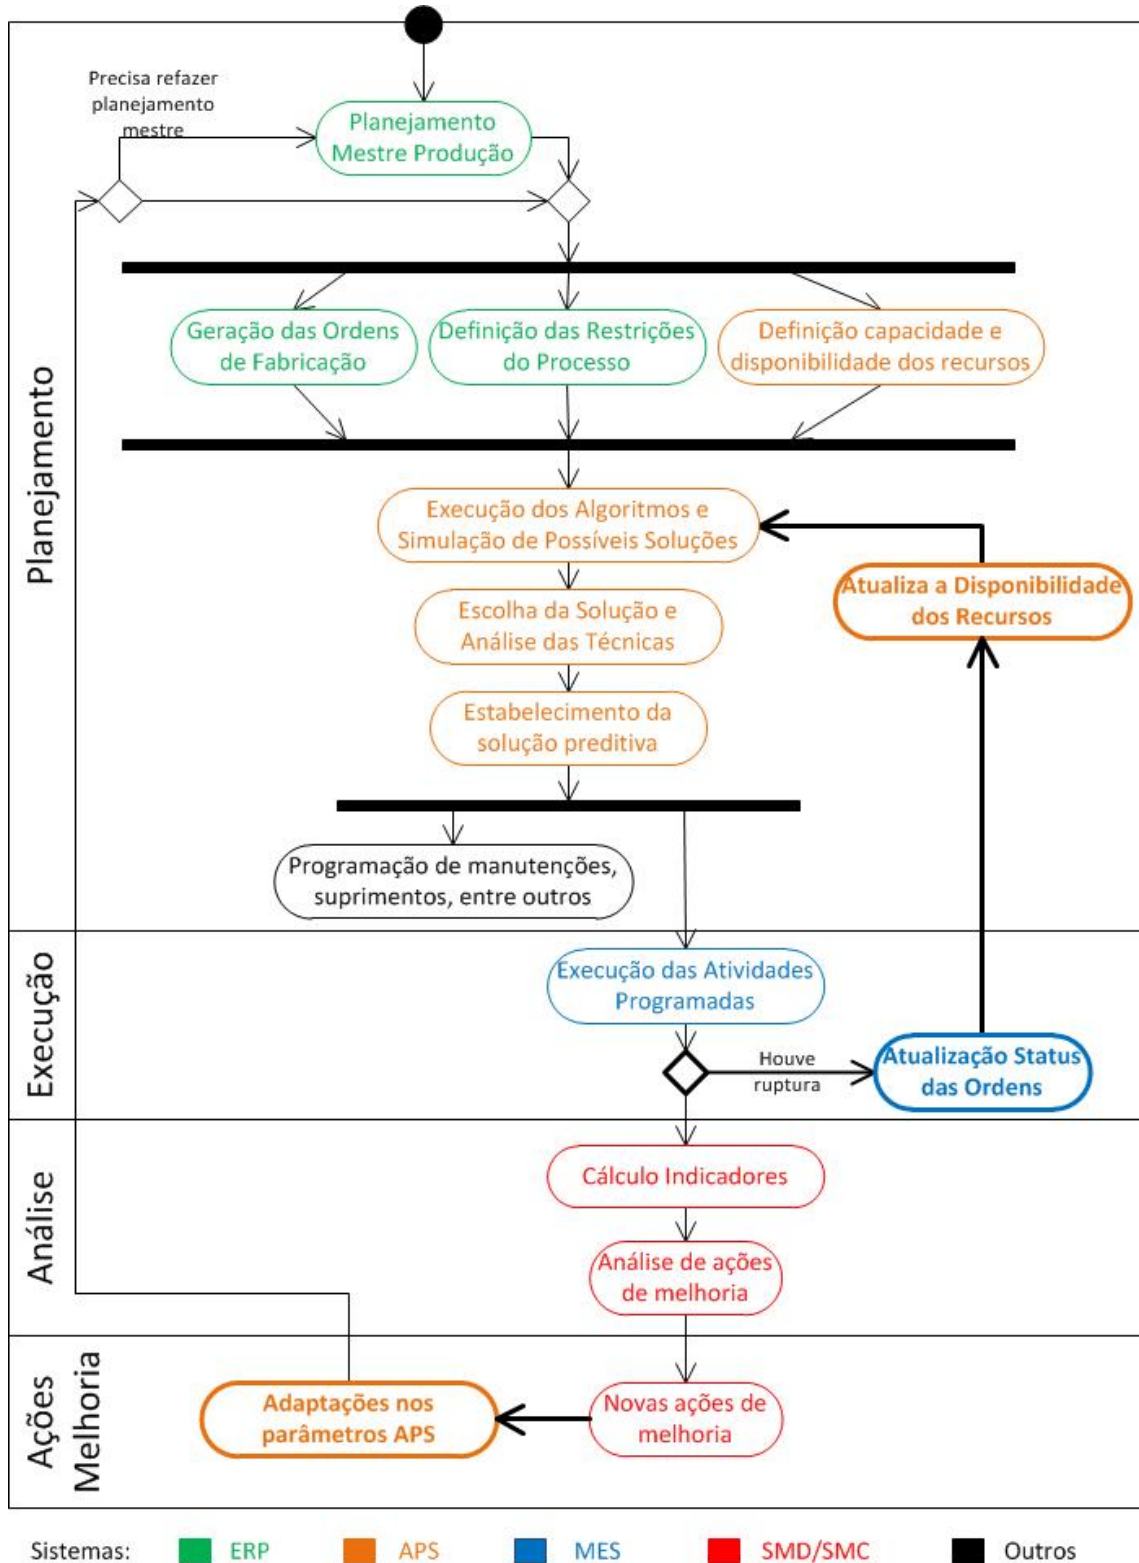 Precisa refazer
planejamento
mestre
Planejamento
Mestre Produção
Geração das Ordens
de Fabricação
Definição das Restrições
do Processo
Definição capacidade e
disponibilidade dos recursos
Planejamento
Execução dos Algoritmos e
Simulação de Possíveis Soluções
Atualiza a Disponibilidade
dos Recursos
Escolha da Solução e
Análise das Técnicas
Estabelecimento da
solução preditiva
Programação de manutenções,
suprimentos, entre outros
Execução
Execução das Atividades
Programadas
Houve
ruptura
Atualização Status
das Ordens
Análise
Cálculo Indicadores
Análise de ações
de melhoria
Ações
Melhoria
Adaptações nos
parâmetros APS
Novas ações de
melhoria
Sistemas: ERP APS MES SMD/SMC Outros